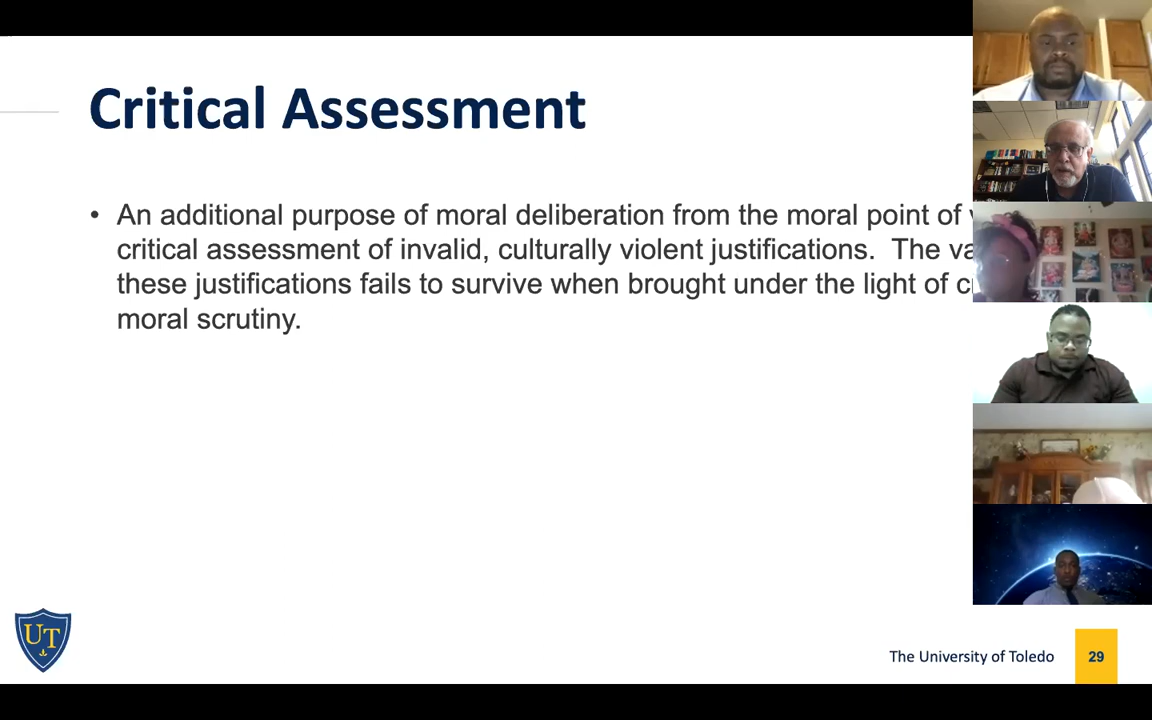 Critical Assessment
• An additional purpose of moral deliberation from the moral point of
critical assessment of invalid, culturally violent justifications. The
these justifications fails to survive when brought under the light of
moral scrutiny.
UT
The University of Toledo
29